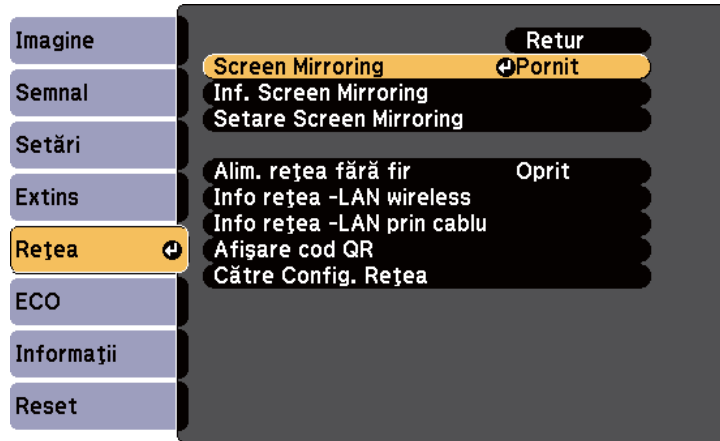 Imagine
Semnal
Setări
Extins
Reţea
ECO
Informaţii
Reset
Retur
Screen Mirroring Pornit
Inf. Screen Mirroring
Setare Screen Mirroring
Alim. reţea fără fir Oprit
Info reţea -LAN wireless
Info reţea -LAN prin cablu
Afişare cod QR
Către Config. Reţea